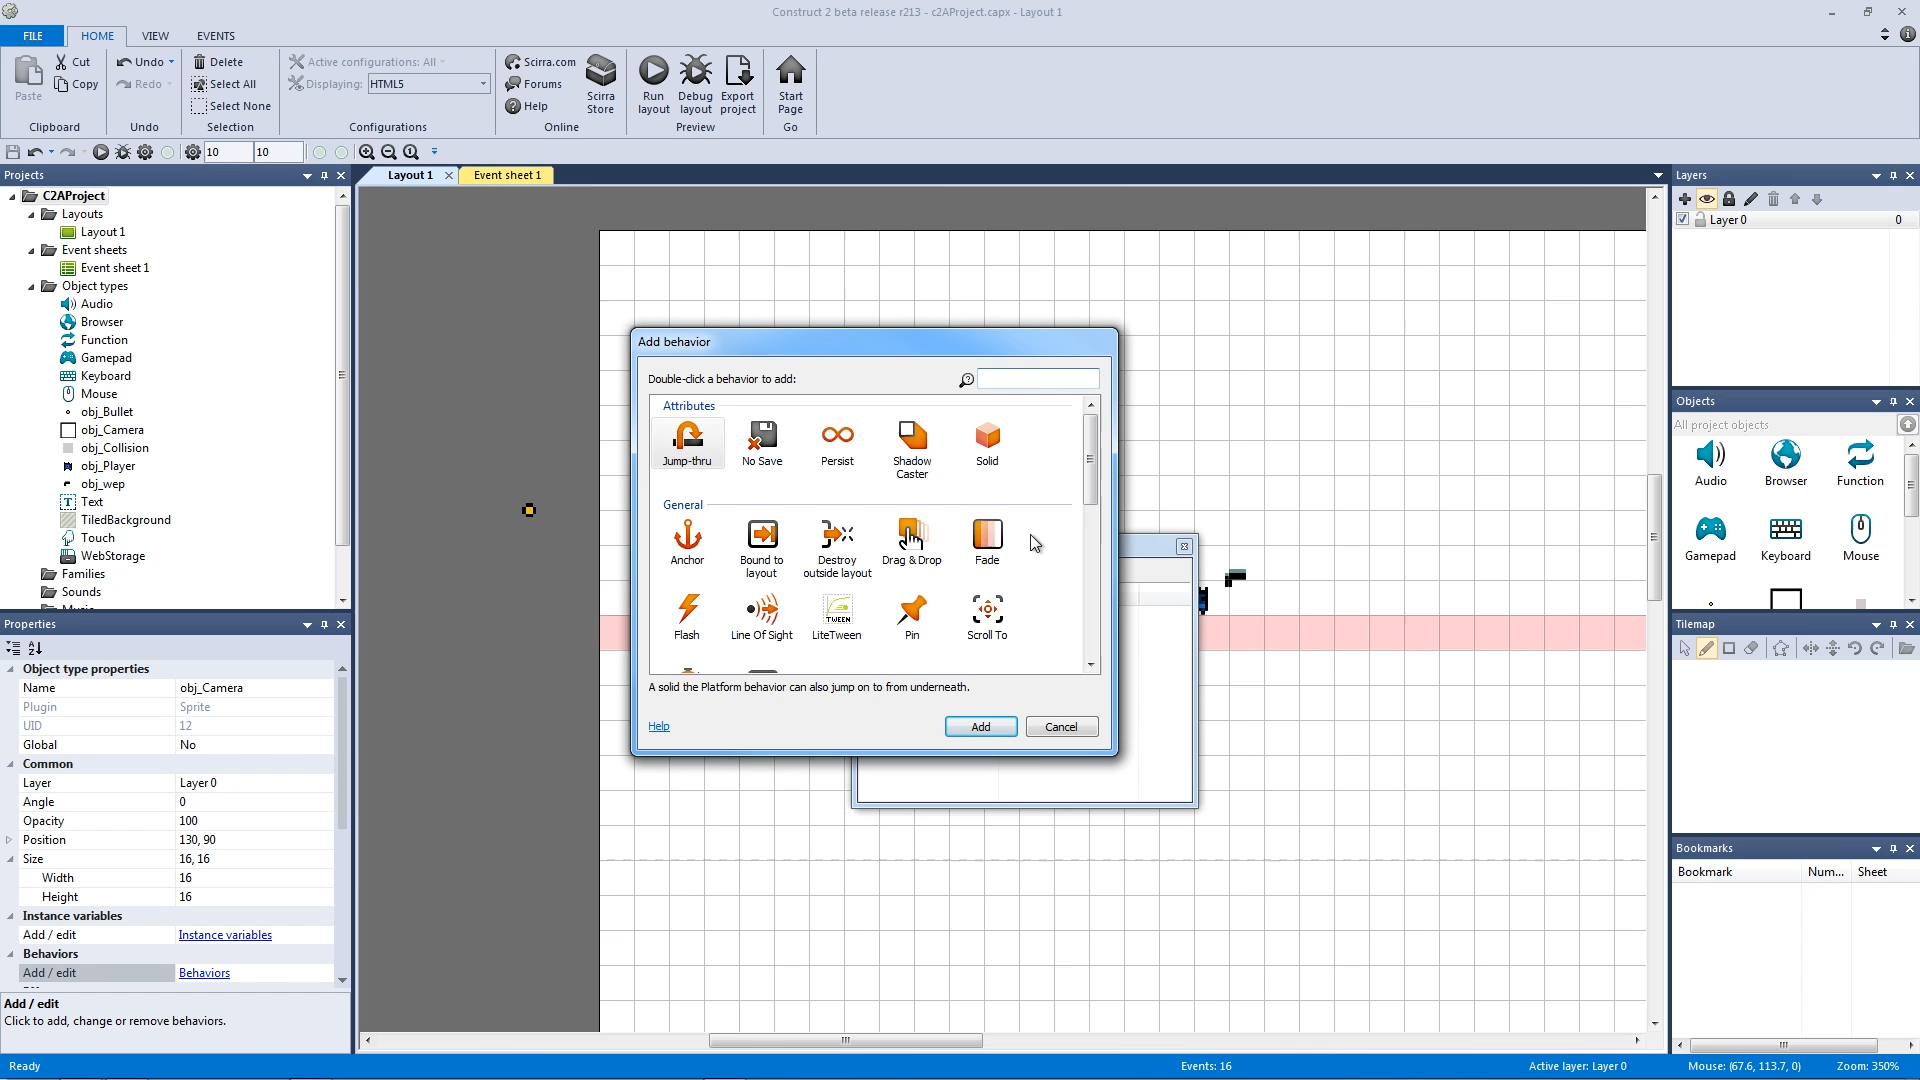 Construct 2 beta release r213 - c2AProject.capx - Layout 1
FILE
HOME
VIEW
EVENTS
Paste
Cut
Copy
Clipboard
Undo
Redo
Undo
Delete
Select All
Select None
Selection
Active configurations: All
Displaying:
HTML5
Configurations
Scirra.com
Forums
Help
Scirra
Store
Online
Run
layout
Debug
layout
Export
project
Preview
Start
Page
Go
10
10
Projects
C2AProject
Layouts
Layout 1
Event sheets
Event sheet 1
Object types
Audio
Browser
Function
Gamepad
Keyboard
Mouse
obj_Bullet
obj_Camera
obj_Collision
obj_Player
obj_wep
Text
TiledBackground
Touch
WebStorage
Families
Sounds
Properties
Object type properties
Name obj_Camera
Plugin Sprite
UID 12
Global No
Common
Layer Layer 0
Angle 0
Opacity 100
Position 130, 90
Size 16, 16
Width 16
Height 16
Instance variables
Add / edit Instance variables
Behaviors
Add / edit Behaviors
Add / edit
Click to add, change or remove behaviors.
Layout 1
Event sheet 1
Add behavior
Double-click a behavior to add:
Attributes
Jump-thru
No Save
Persist
Shadow
Caster
Solid
General
Anchor
Bound to
layout
Destroy
outside layout
Drag & Drop
Fade
Flash
Line Of Sight
TWEEN
LiteTween
Pin
Scroll To
A solid the Platform behavior can also jump on to from underneath.
Help
Add
Cancel
Layers
Layer 0
0
Objects
All project objects
Audio
Browser
Function
Gamepad
Keyboard
Mouse
Tilemap
Bookmarks
Bookmark
Num...
Sheet
Ready
Events: 16
Active layer: Layer 0
Mouse: (67.6, 113.7, 0)
Zoom: 350%